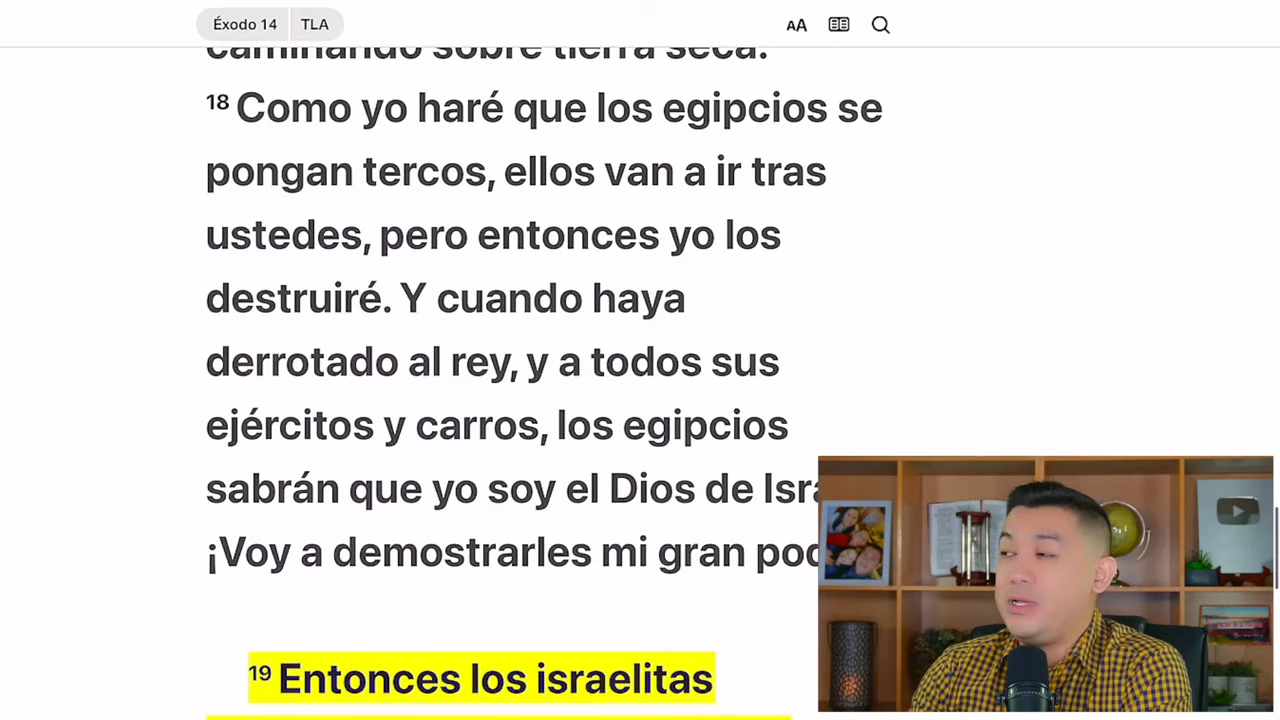 Éxodo 14 TLA AA
caminando sobre tierra seca.
18 Como yo haré que los egipcios se
pongan tercos, ellos van a ir tras
ustedes, pero entonces yo los
destruiré. Y cuando haya
derrotado al rey, y a todos sus
ejércitos y carros, los egipcios
sabrán que yo soy el Dios de
¡Voy a demostrarles mi gran
19 Entonces los israelitas